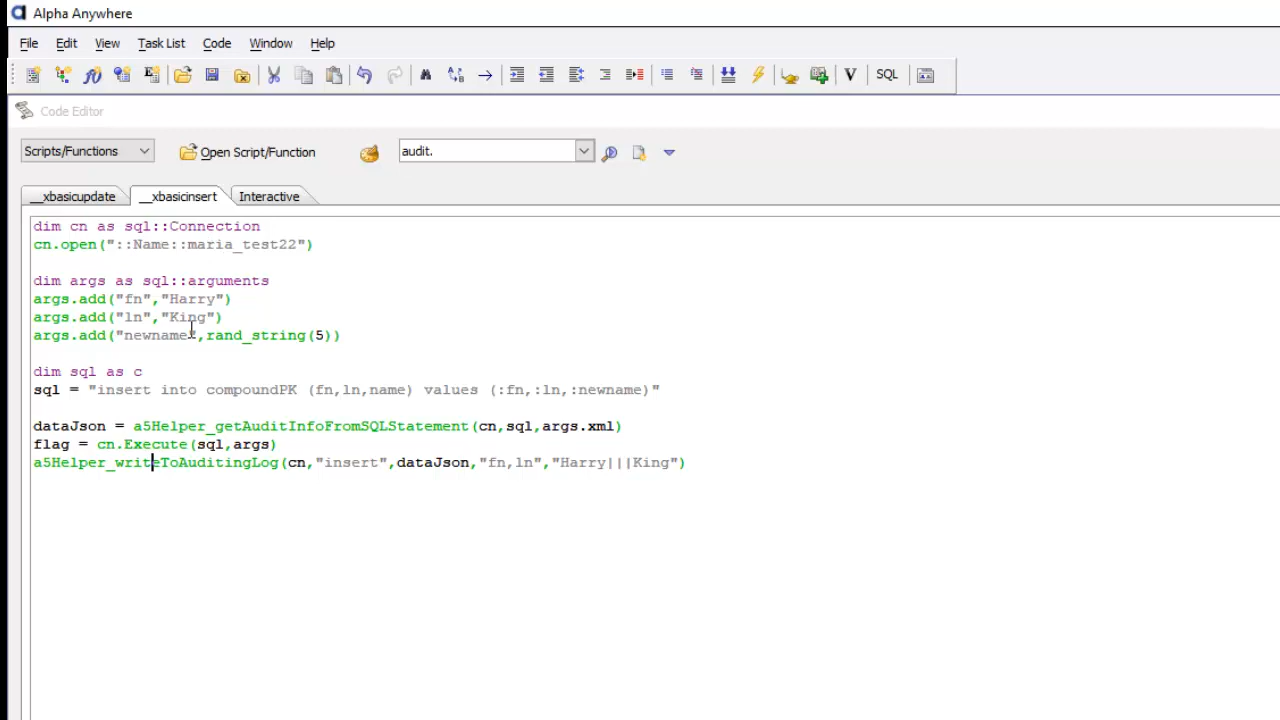 Alpha Anywhere
File Edit View Task List Code Window Help
V SQL
Code Editor
Scripts/Functions Open Script/Function audit.
__xbasicupdate __xbasicinsert Interactive
dim cn as sql::Connection
cn.open("::Name::maria_test22")
dim args as sql::arguments
args.add("fn","Harry")
args.add("ln","King")
args.add("newname",rand_string(5))
dim sql as c
sql = "insert into compoundPK (fn,ln,name) values (:fn,:ln,:newname)"
dataJson = a5Helper_getAuditInfoFromSQLStatement(cn,sql,args.xml)
flag = cn.Execute(sql,args)
a5Helper_writeToAuditingLog(cn,"insert",dataJson,"fn,ln","Harry|||King")